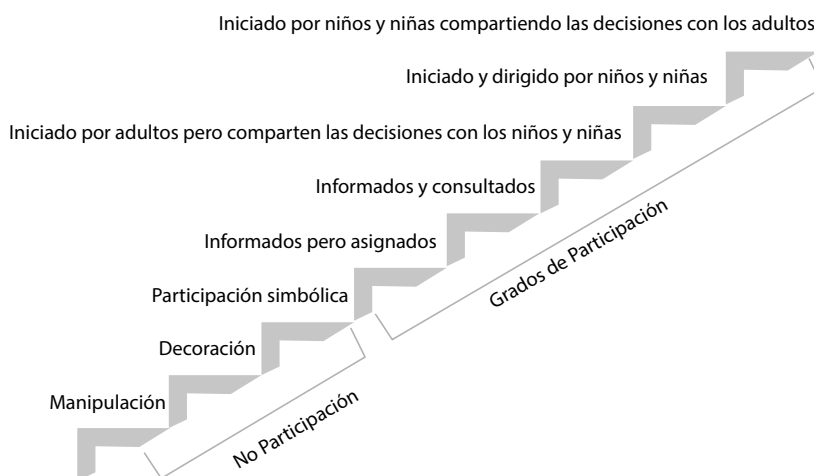 Iniciado por niños y niñas compartiendo las decisiones con los adultos
Iniciado y dirigido por niños y niñas
Iniciado por adultos pero comparten las decisiones con los niños y niñas
Informados y consultados
Informados pero asignados
Participación simbólica
Decoración
Manipulación
Grados de Participación
No Participación